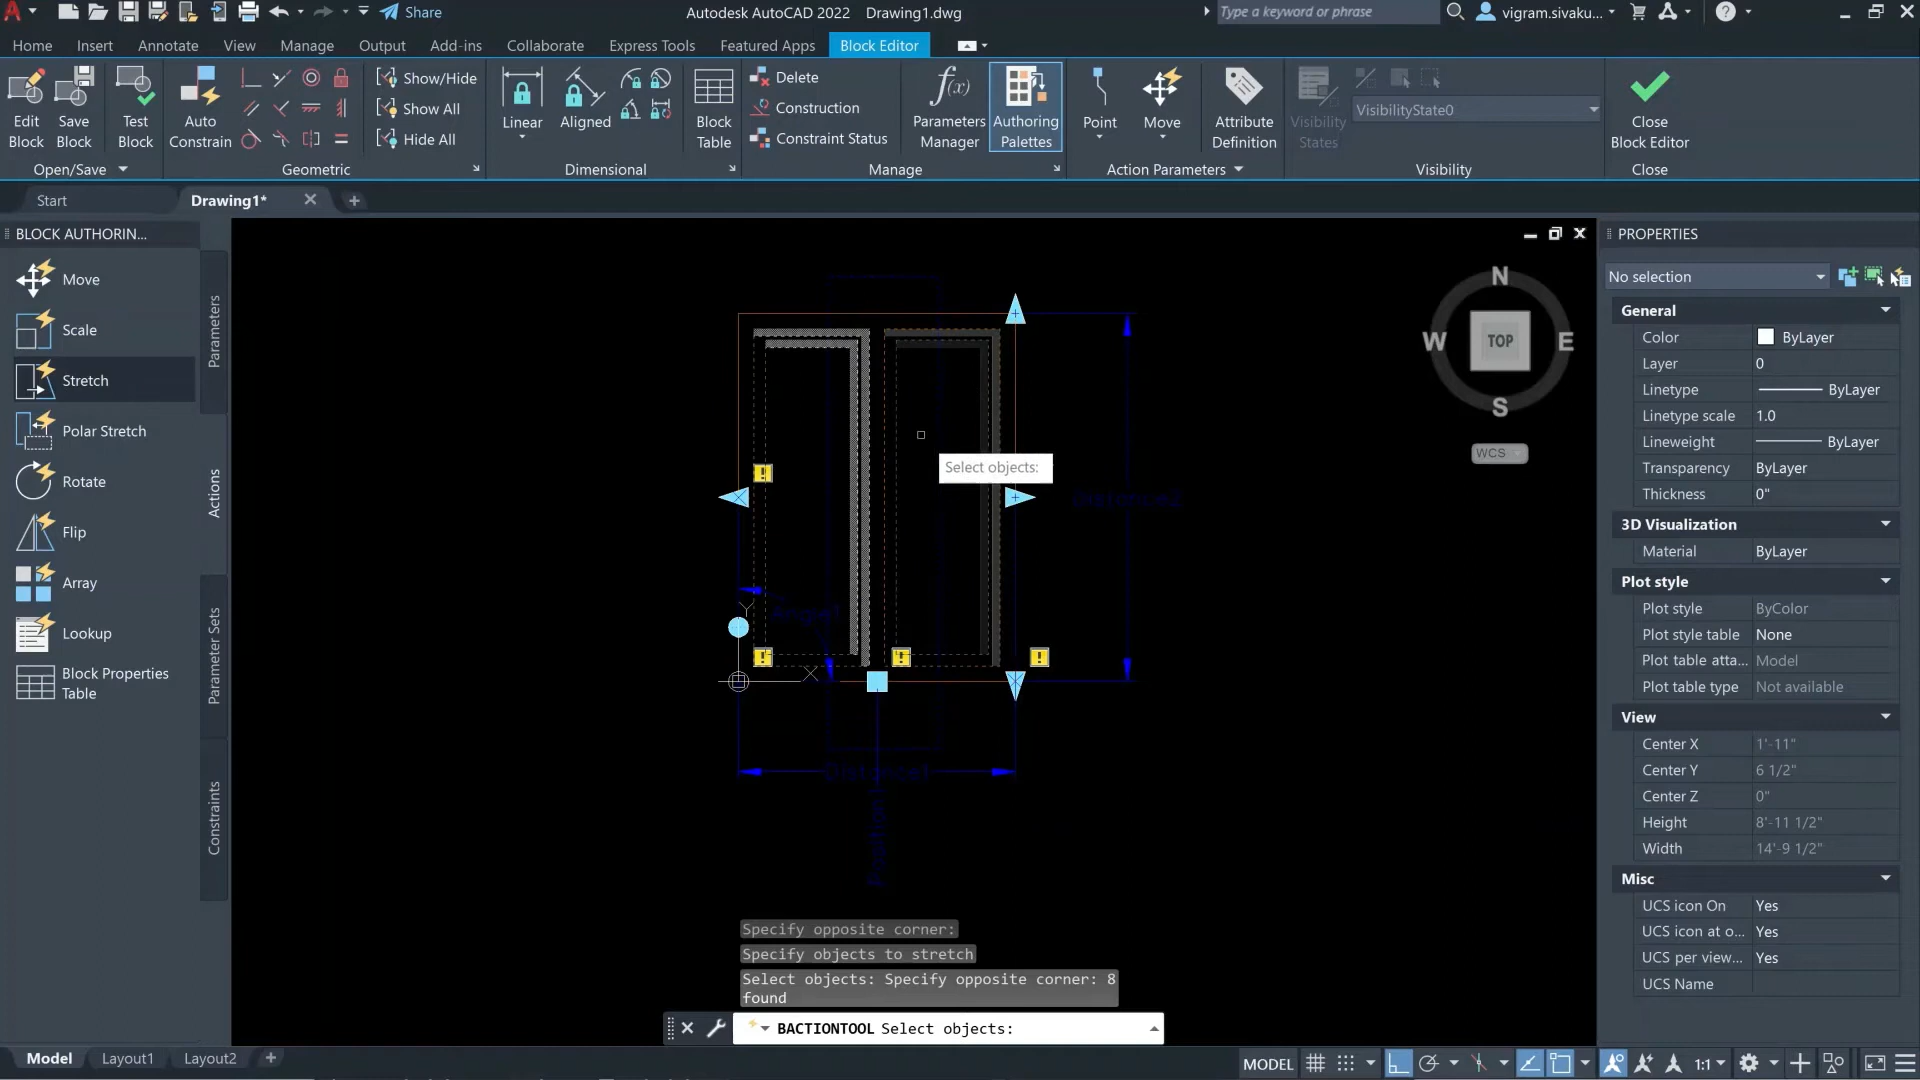 Share
Autodesk AutoCAD 2022 Drawing1.dwg
Type a keyword or phrase
vigram.sivaku...
Home Insert Annotate View Manage Output Add-ins Collaborate Express Tools Featured Apps Block Editor
Edit Block
Save Block
Test Block
Open/Save
Auto Constrain
Show/Hide
Show All
Hide All
Geometric
Linear
Aligned
Dimensional
Block Table
Delete
Construction
Constraint Status
Parameters Manager
Authoring Palettes
Manage
Point
Move
Action Parameters
Attribute Definition
Visibility States
VisibilityState0
Visibility
Close Block Editor
Close
Start
Drawing1*
BLOCK AUTHORIN...
Move
Scale
Stretch
Polar Stretch
Rotate
Flip
Array
Lookup
Block Properties
Table
Parameters
Actions
Parameter Sets
Constraints
N
W TOP E
S
WCS
Select objects:
Distance2
Angle1
Y
X
Distance1
Position1
Specify opposite corner:
Specify objects to stretch
Select objects: Specify opposite corner: 8
found
BACTIONTOOL Select objects:
PROPERTIES
No selection
General
Color ByLayer
Layer 0
Linetype ByLayer
Linetype scale 1.0
Lineweight ByLayer
Transparency ByLayer
Thickness 0"
3D Visualization
Material ByLayer
Plot style
Plot style ByColor
Plot style table None
Plot table atta... Model
Plot table type Not available
View
Center X 1'-11"
Center Y 6 1/2"
Center Z 0"
Height 8'-11 1/2"
Width 14'-9 1/2"
Misc
UCS icon On Yes
UCS icon at o... Yes
UCS per view... Yes
UCS Name
Model Layout1 Layout2
MODEL
1:1